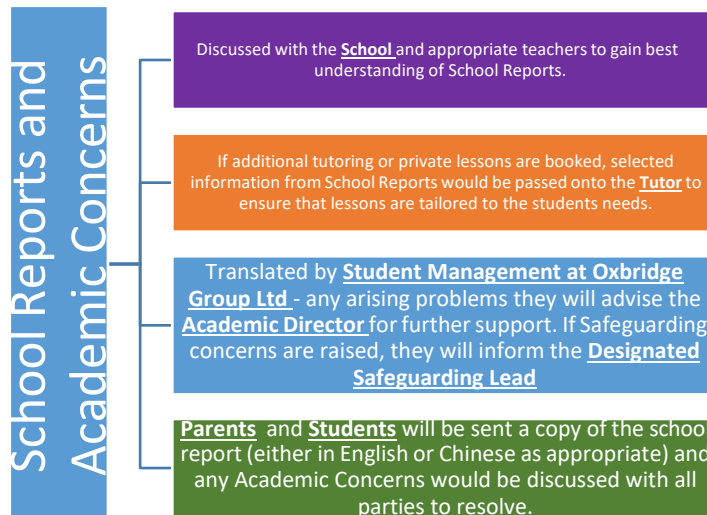 School Reports and
Academic Concerns
Discussed with the School and appropriate teachers to gain best
understanding of School Reports.
If additional tutoring or private lessons are booked, selected
information from School Reports would be passed onto the Tutor to
ensure that lessons are tailored to the students needs.
Translated by Student Management at Oxbridge
Group Ltd - any arising problems they will advise the
Academic Director for further support. If Safeguarding
concerns are raised, they will inform the Designated
Safeguarding Lead
Parents and Students will be sent a copy of the school
report (either in English or Chinese as appropriate) and
any Academic Concerns would be discussed with all
parties to resolve.